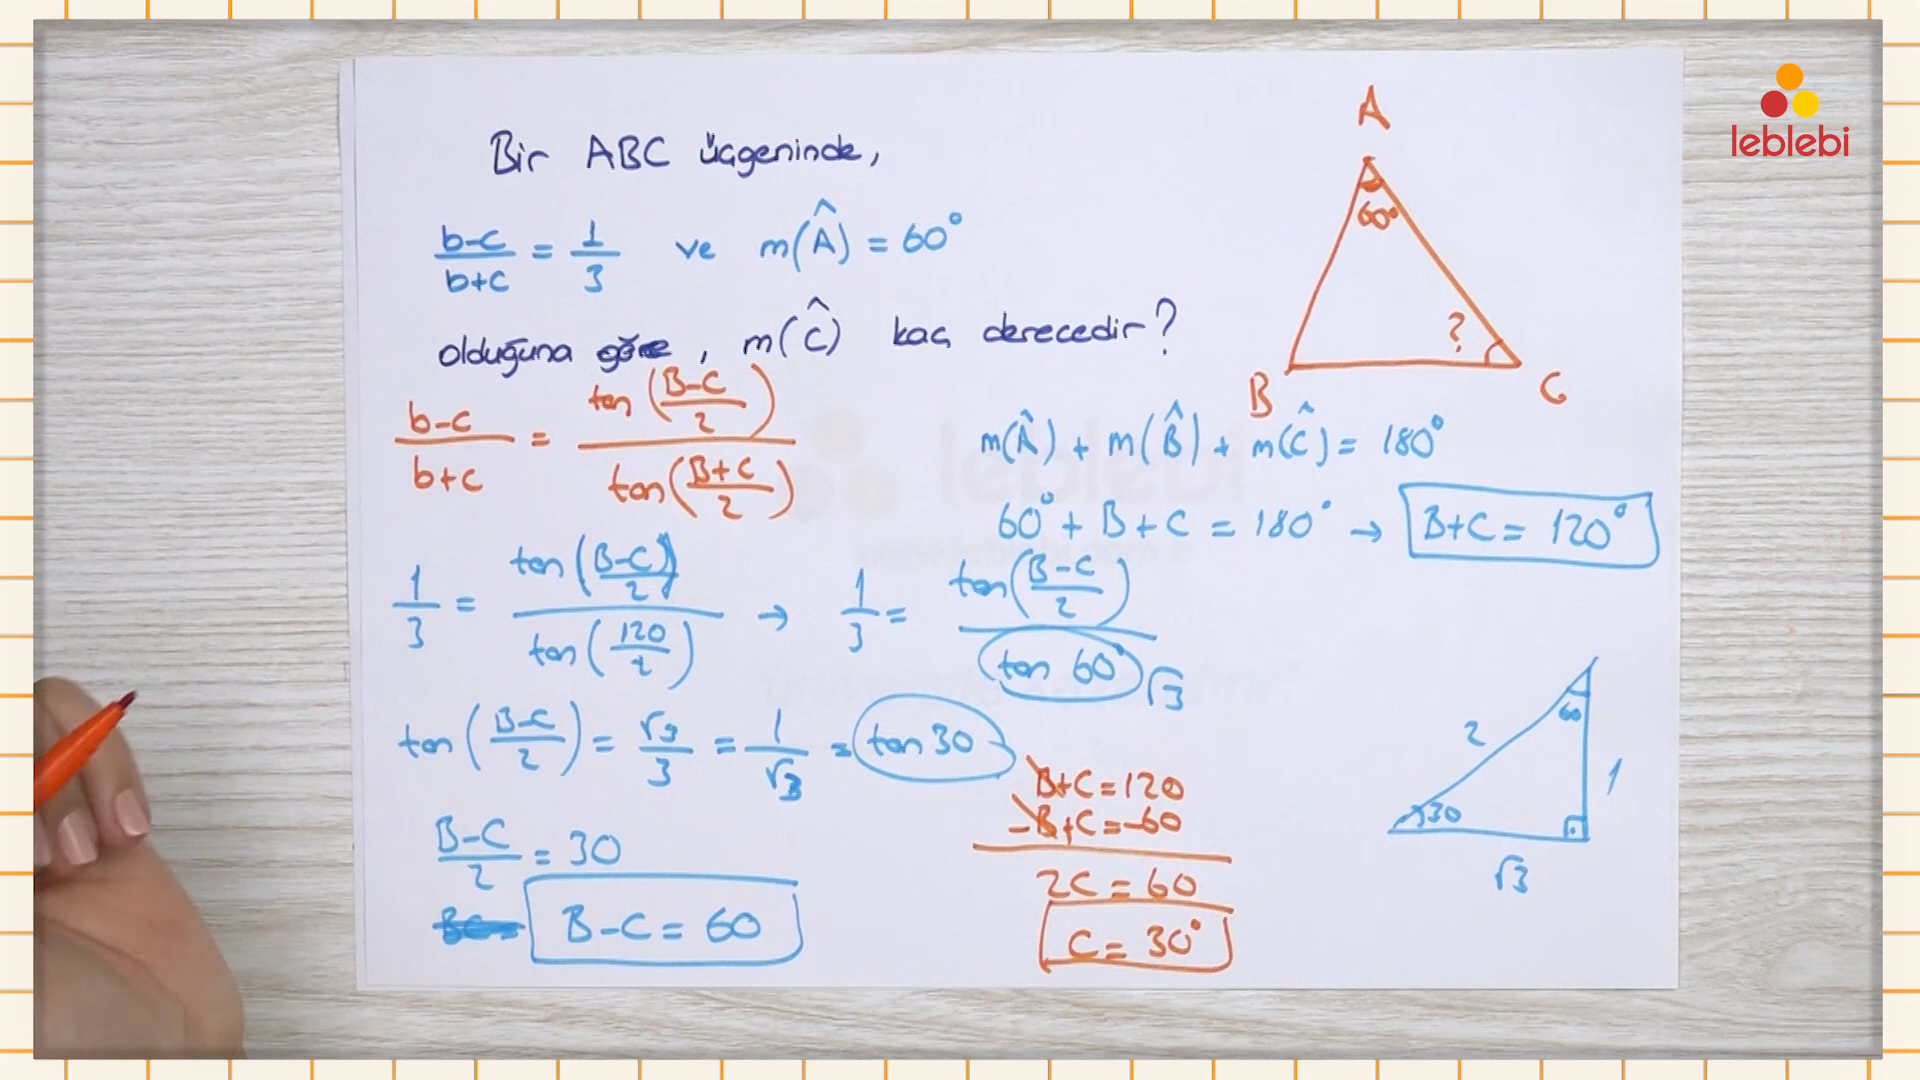 leblebi
Bir ABC üçgeninde,
b-c/b+c = 1/3 ve m(Â) = 60°
olduğuna göre, m(Ĉ) kaç derecedir?
A
60°
?
B
C
b-c/b+c = tan(B-C/2)/tan(B+C/2)
m(Â) + m(B̂) + m(Ĉ) = 180°
60° + B + C = 180° → B+C = 120°
1/3 = tan(B-C/2)/tan(120/2) → 1/3 = tan(B-C/2)/tan 60° √3
tan(B-C/2) = √3/3 = 1/√3 = tan 30
B-C/2 = 30
B-C = 60
B+C=120
-B+C=-60
2C = 60
C = 30°
60
2
1
30
√3